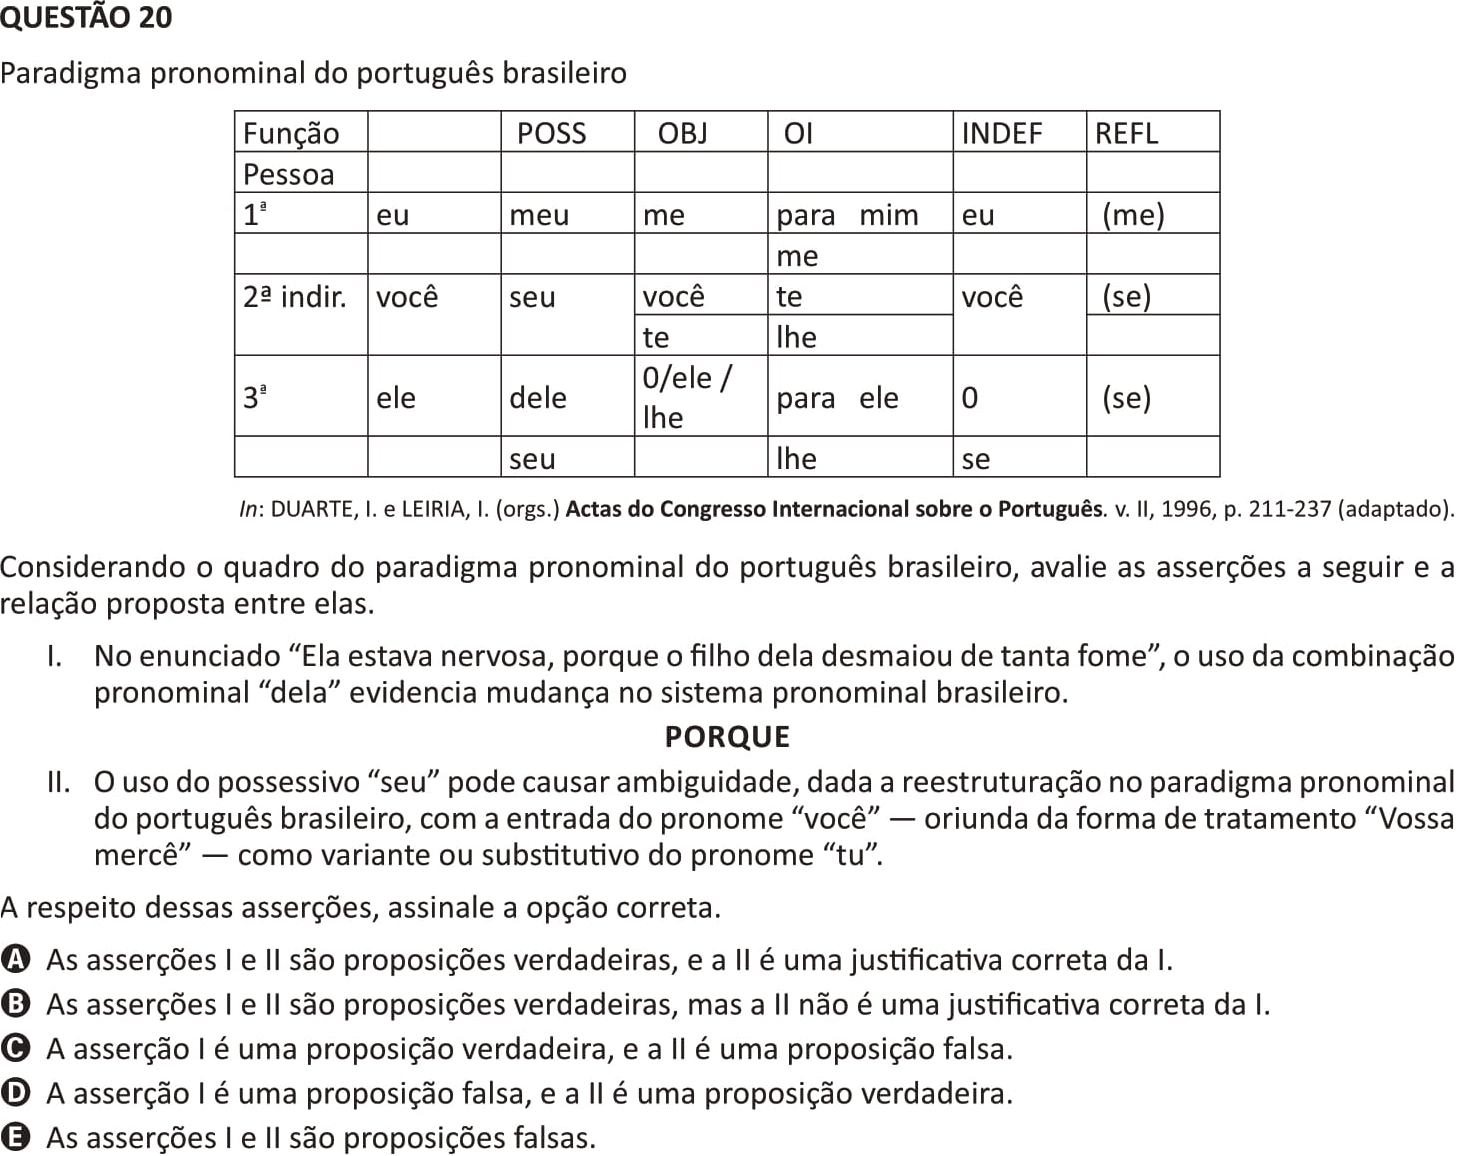 QUESTÃO 20
Paradigma pronominal do português brasileiro
Função POSS OBJ OI INDEF REFL
Pessoa
1ª eu meu me para mim eu (me)
me
2ª indir. você seu você te você (se)
te lhe
3ª ele dele 0/ele / lhe para ele 0 (se)
seu lhe se
In: DUARTE, I. e LEIRIA, I. (orgs.) Actas do Congresso Internacional sobre o Português. v. II, 1996, p. 211-237 (adaptado).
Considerando o quadro do paradigma pronominal do português brasileiro, avalie as asserções a seguir e a
relação proposta entre elas.
I. No enunciado “Ela estava nervosa, porque o filho dela desmaiou de tanta fome”, o uso da combinação
pronominal “dela” evidencia mudança no sistema pronominal brasileiro.
PORQUE
II. O uso do possessivo “seu” pode causar ambiguidade, dada a reestruturação no paradigma pronominal
do português brasileiro, com a entrada do pronome “você” — oriunda da forma de tratamento “Vossa
mercê” — como variante ou substitutivo do pronome “tu”.
A respeito dessas asserções, assinale a opção correta.
A As asserções I e II são proposições verdadeiras, e a II é uma justificativa correta da I.
B As asserções I e II são proposições verdadeiras, mas a II não é uma justificativa correta da I.
C A asserção I é uma proposição verdadeira, e a II é uma proposição falsa.
D A asserção I é uma proposição falsa, e a II é uma proposição verdadeira.
E As asserções I e II são proposições falsas.